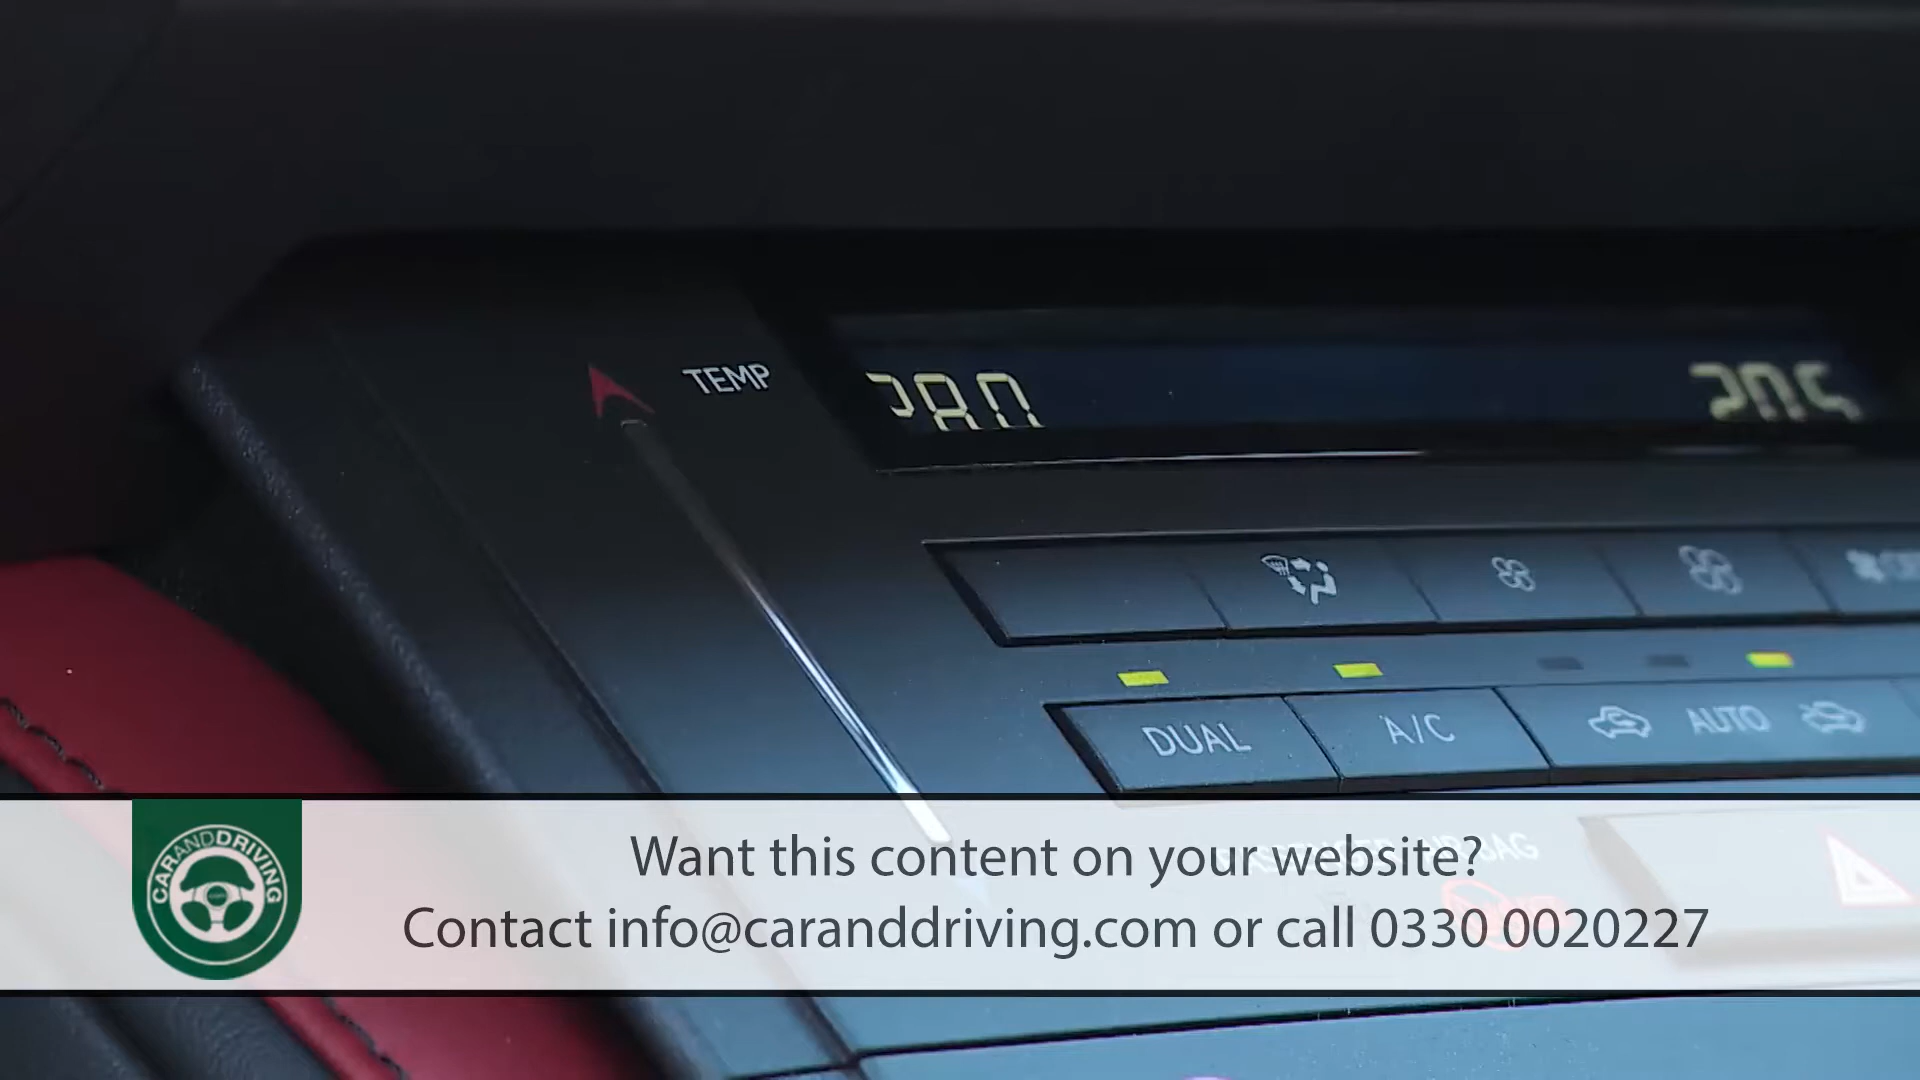 TEMP
DUAL
A/C
AUTO
CARANDDRIVING
Want this content on your website?
Contact info@caranddriving.com or call 0330 0020227